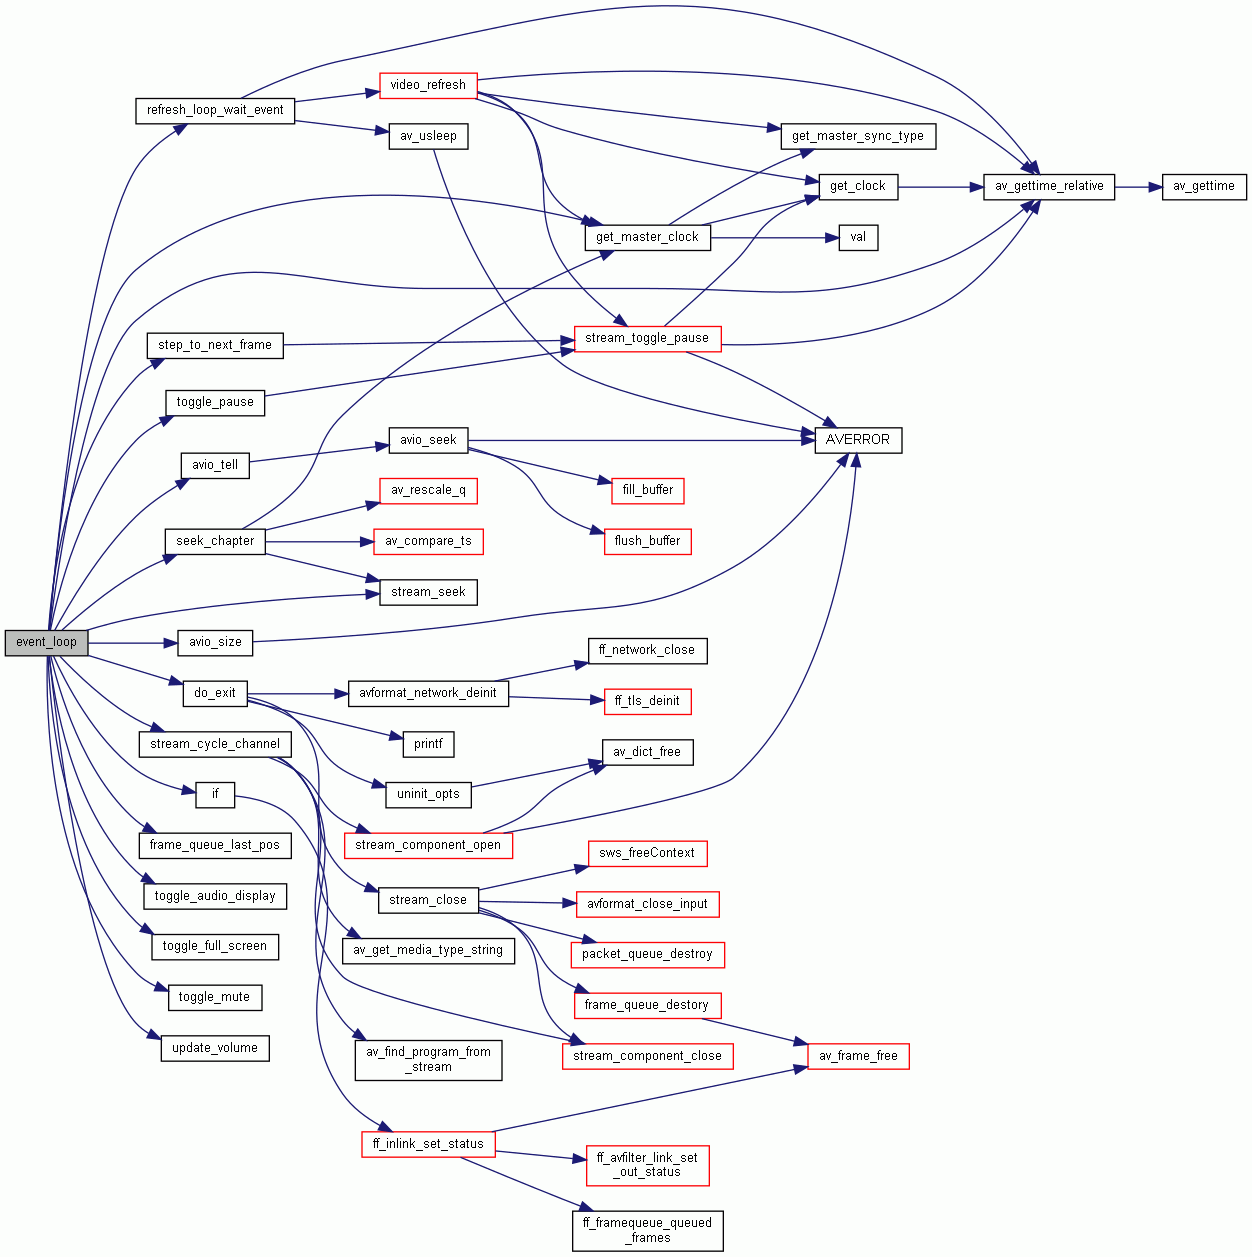 refresh_loop_wait_event
video_refresh
av_usleep
get_master_sync_type
get_clock
av_gettime_relative
av_gettime
get_master_clock
val
step_to_next_frame
stream_toggle_pause
toggle_pause
AVERROR
avio_seek
avio_tell
av_rescale_q
fill_buffer
seek_chapter
av_compare_ts
flush_buffer
stream_seek
event_loop
avio_size
ff_network_close
do_exit
avformat_network_deinit
ff_tls_deinit
stream_cycle_channel
printf
av_dict_free
if
uninit_opts
frame_queue_last_pos
stream_component_open
sws_freeContext
toggle_audio_display
stream_close
avformat_close_input
toggle_full_screen
av_get_media_type_string
packet_queue_destroy
toggle_mute
frame_queue_destory
update_volume
av_find_program_from
_stream
stream_component_close
av_frame_free
ff_inlink_set_status
ff_avfilter_link_set
_out_status
ff_framequeue_queued
_frames